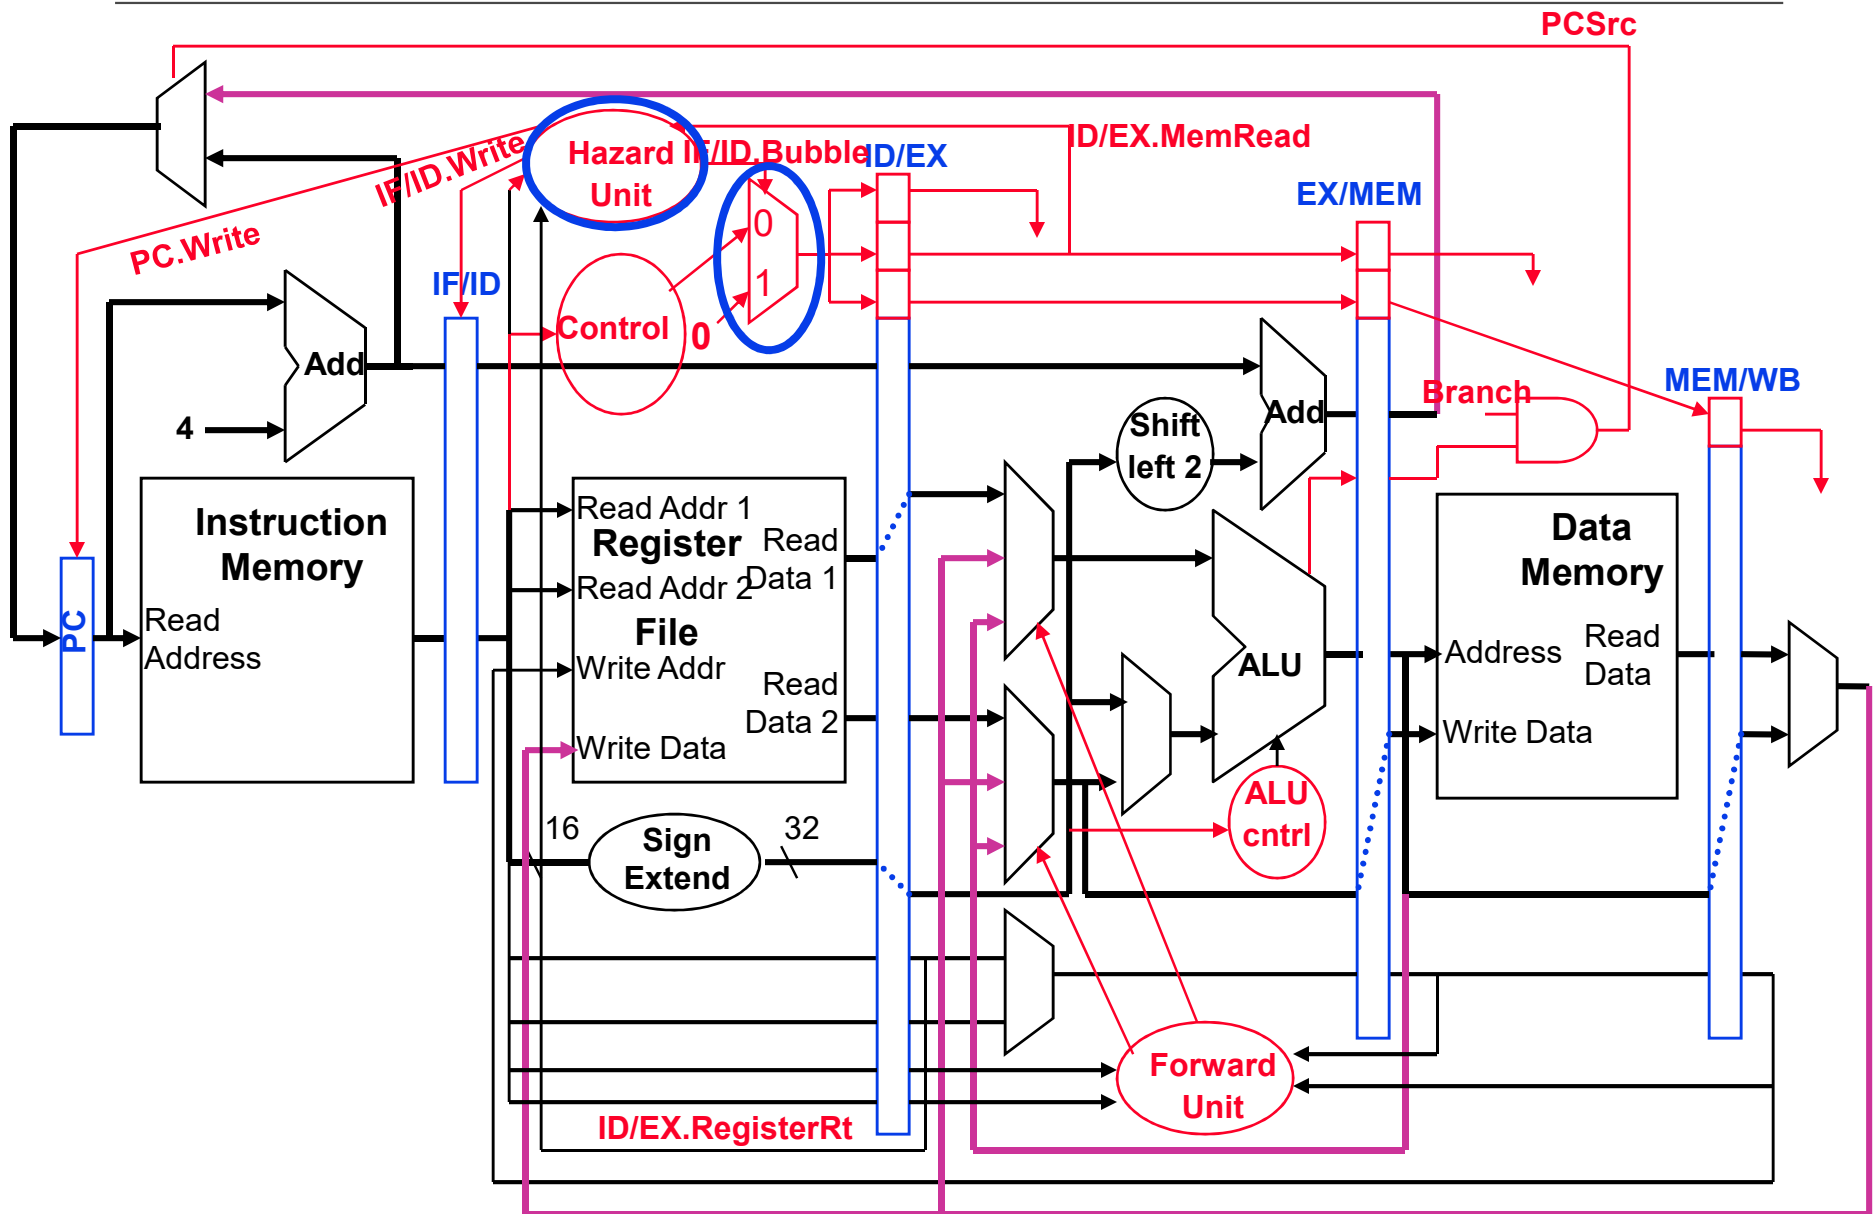 PCSrc
ID/EX.MemRead
Hazard
Unit
IF/ID.Bubble
ID/EX
IF/ID.Write
EX/MEM
PC.Write
0
1
IF/ID
Control
0
Add
4
Branch
MEM/WB
Shift
left 2
Add
Instruction
Memory
Read
Address
PC
Read Addr 1
Register
Read
Data 1
Read Addr 2
File
Write Addr
Read
Data 2
Write Data
ALU
Data
Memory
Address
Read
Data
Write Data
ALU
cntrl
16
Sign
Extend
32
Forward
Unit
ID/EX.RegisterRt